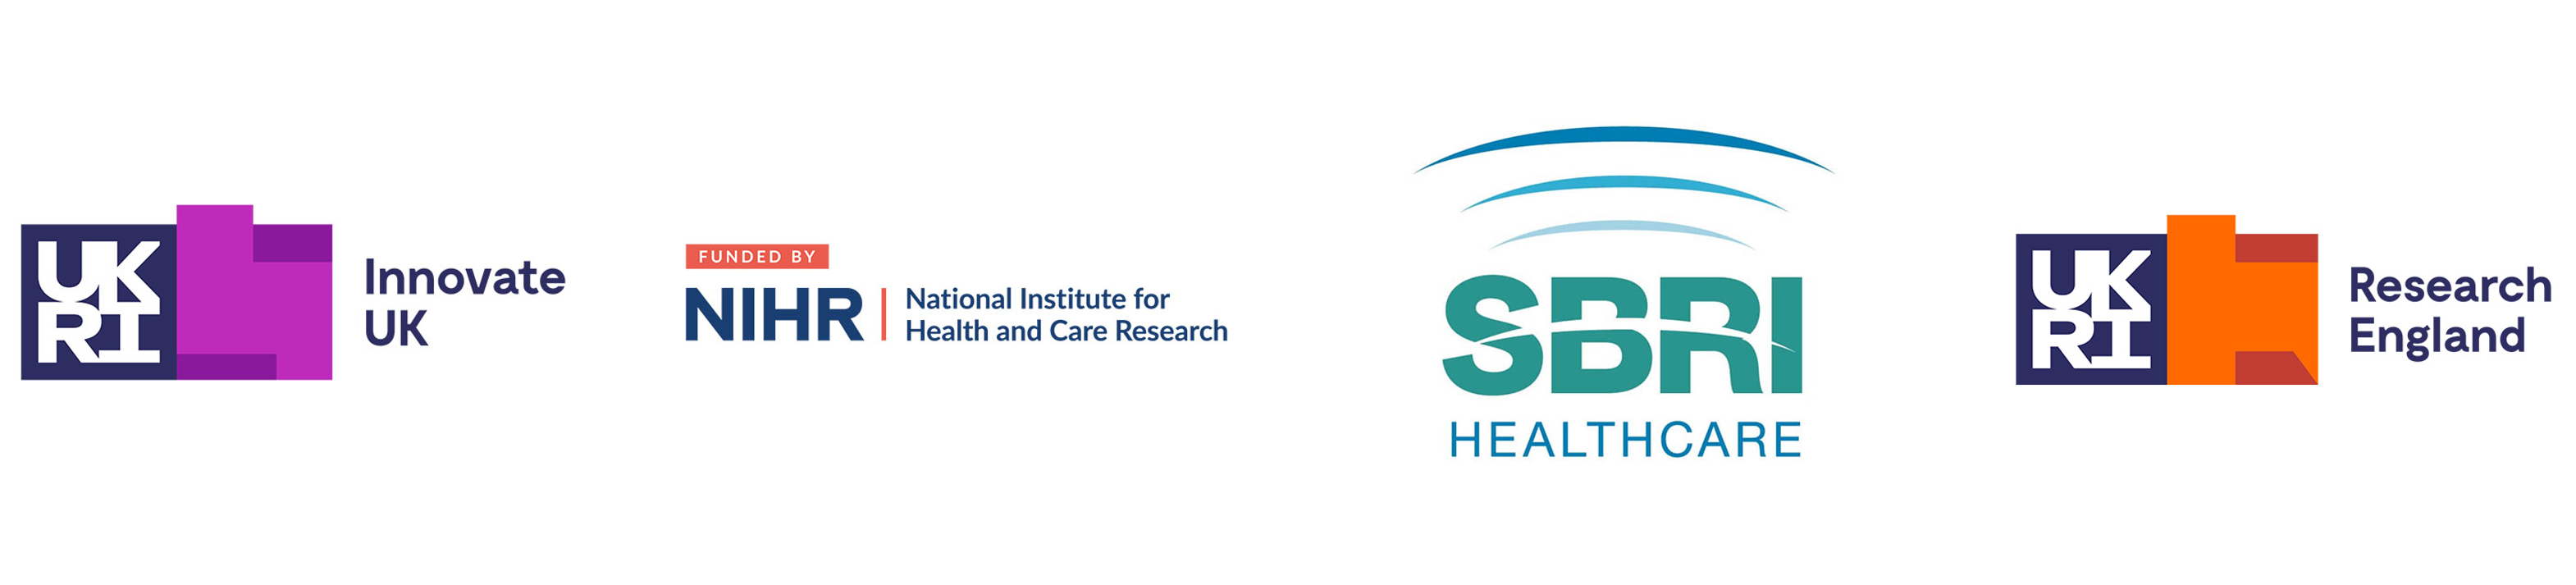 UK
RI
Innovate
UK
FUNDED BY
NIHR
National Institute for
Health and Care Research
SBRI
HEALTHCARE
UK
RI
Research
England